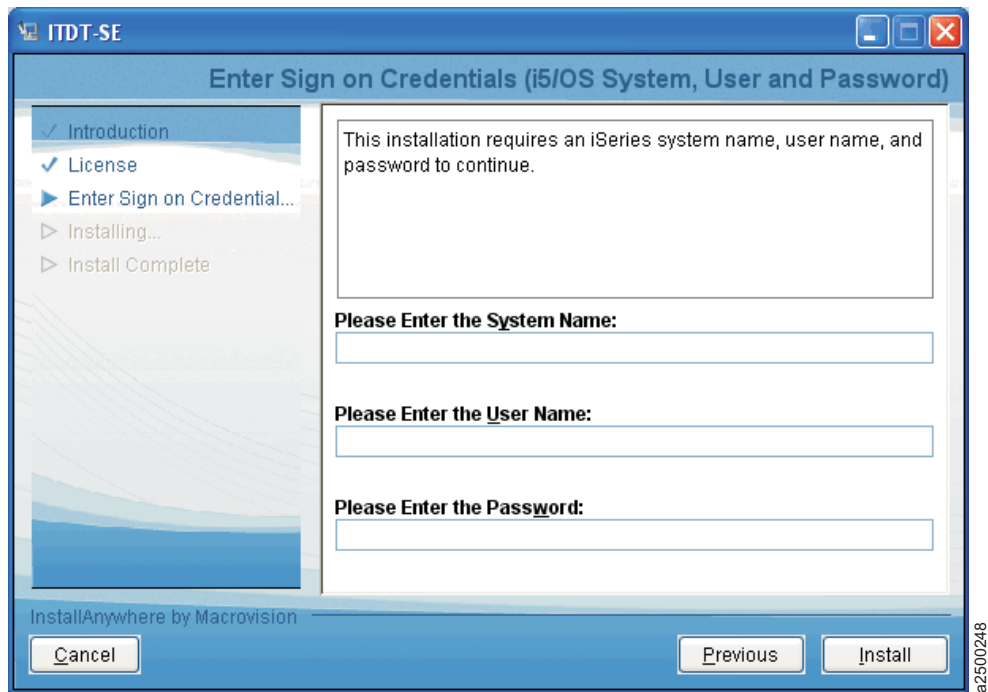 ITDT-SE
Enter Sign on Credentials (i5/OS System, User and Password)
Introduction
License
Enter Sign on Credential...
Installing...
Install Complete
This installation requires an iSeries system name, user name, and
password to continue.
Please Enter the System Name:
Please Enter the User Name:
Please Enter the Password:
InstallAnywhere by Macrovision
Cancel
Previous
Install
a2500248